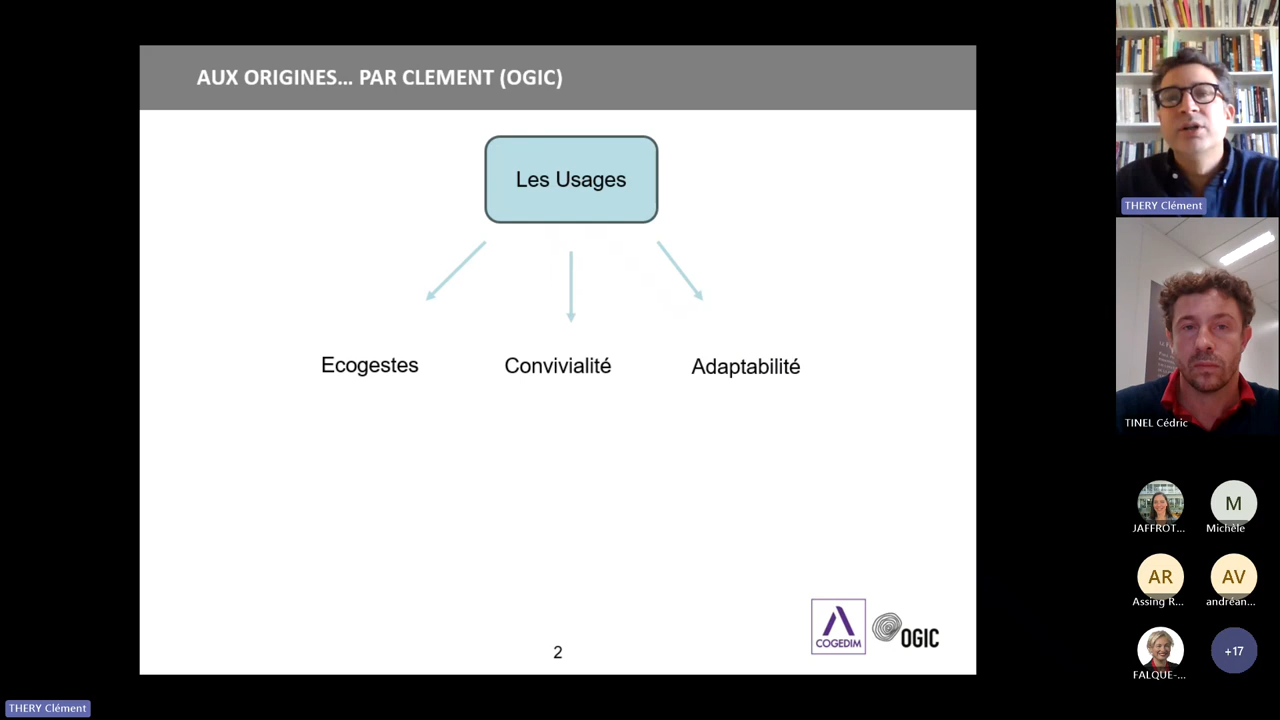 AUX ORIGINES... PAR CLEMENT (OGIC)
Les Usages
Ecogestes
Convivialité
Adaptabilité
COGEDIM
OGIC
2
THERY Clément
TINEL Cédric
JAFFROT...
M
Michèle
AR
Assing R...
AV
andréan...
FALQUE-...
+17
THERY Clément